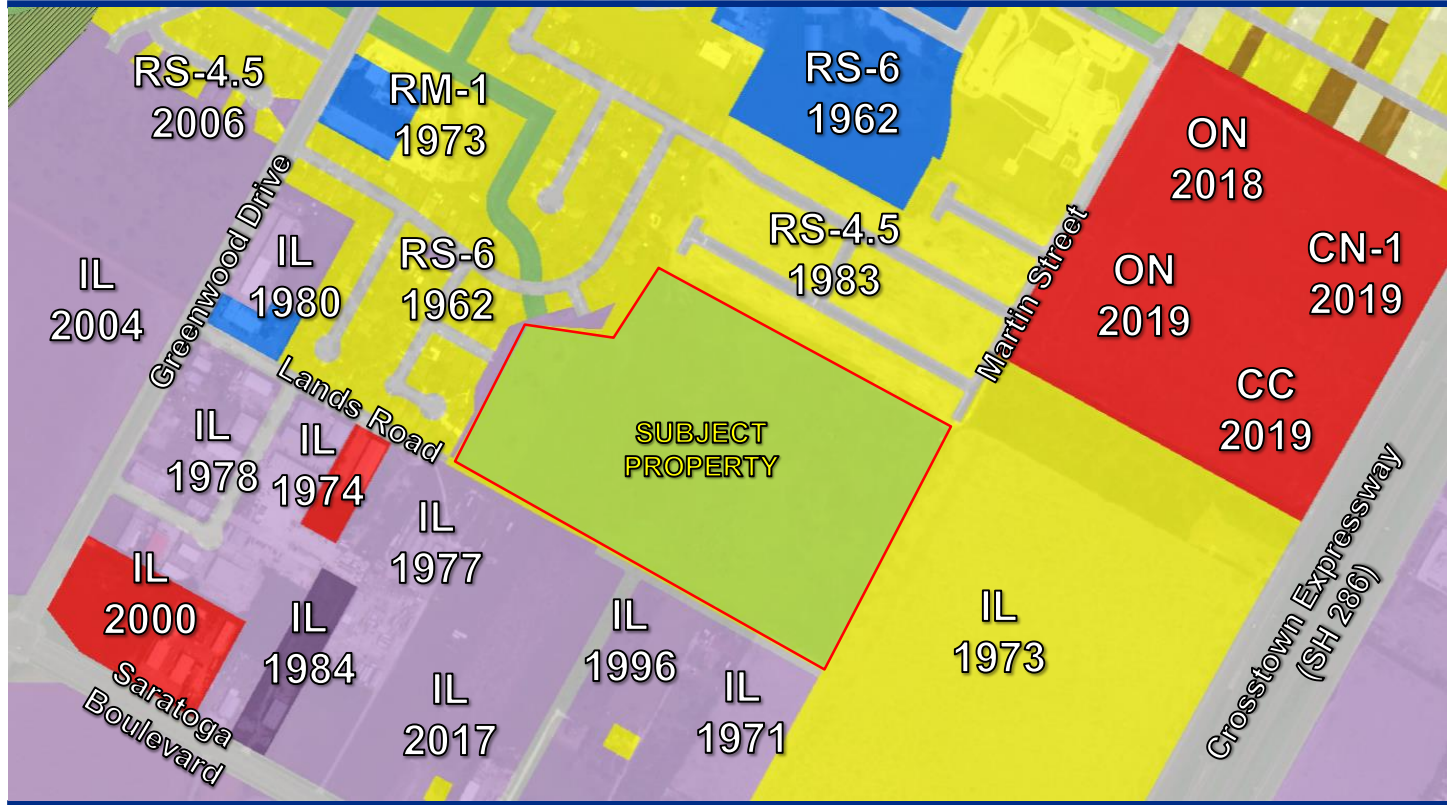 RS-4.5
2006
RM-1
1973
RS-6
1962
ON
2018
Greenwood Drive
IL
1980
RS-6
1962
RS-4.5
1983
Martin Street
ON
2019
CN-1
2019
IL
2004
Lands Road
CC
2019
IL
1978
IL
1974
SUBJECT
PROPERTY
IL
1977
Crosstown Expressway
(SH 286)
IL
2000
IL
1984
IL
1996
IL
1973
IL
2017
IL
1971
Saratoga
Boulevard